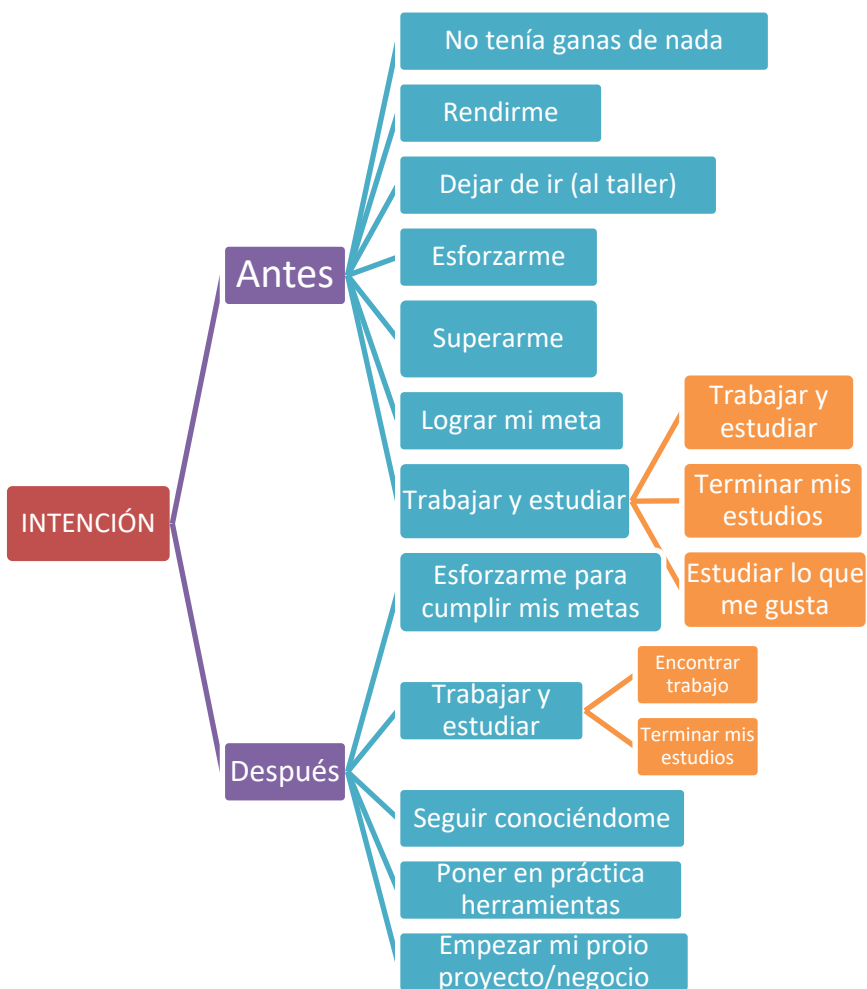 INTENCIÓN
Antes
No tenía ganas de nada
Rendirme
Dejar de ir (al taller)
Esforzarme
Superarme
Lograr mi meta
Trabajar y estudiar
Trabajar y
estudiar
Terminar mis
estudios
Estudiar lo que
me gusta
Después
Esforzarme para
cumplir mis metas
Trabajar y
estudiar
Encontrar
trabajo
Terminar mis
estudios
Seguir conociéndome
Poner en práctica
herramientas
Empezar mi proio
proyecto/negocio